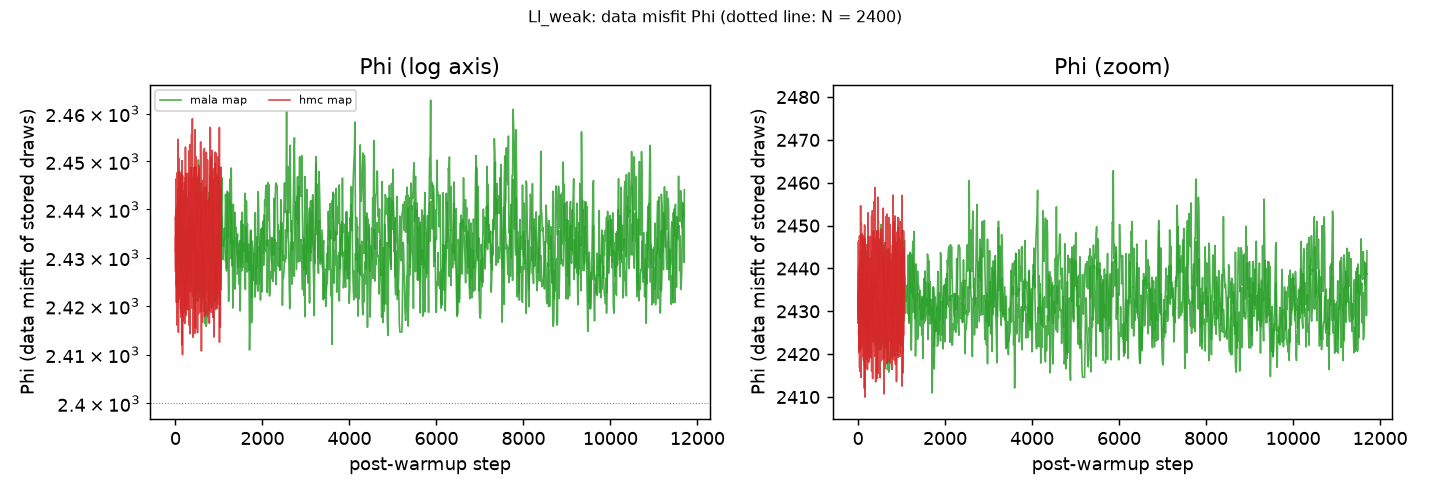 LI_weak: data misfit Phi (dotted line: N = 2400)
Phi (log axis)
Phi (data misfit of stored draws)
mala map
hmc map
2.46 × 10³
2.45 × 10³
2.44 × 10³
2.43 × 10³
2.42 × 10³
2.41 × 10³
2.4 × 10³
0 2000 4000 6000 8000 10000 12000
post-warmup step
Phi (zoom)
Phi (data misfit of stored draws)
2480
2470
2460
2450
2440
2430
2420
2410
0 2000 4000 6000 8000 10000 12000
post-warmup step